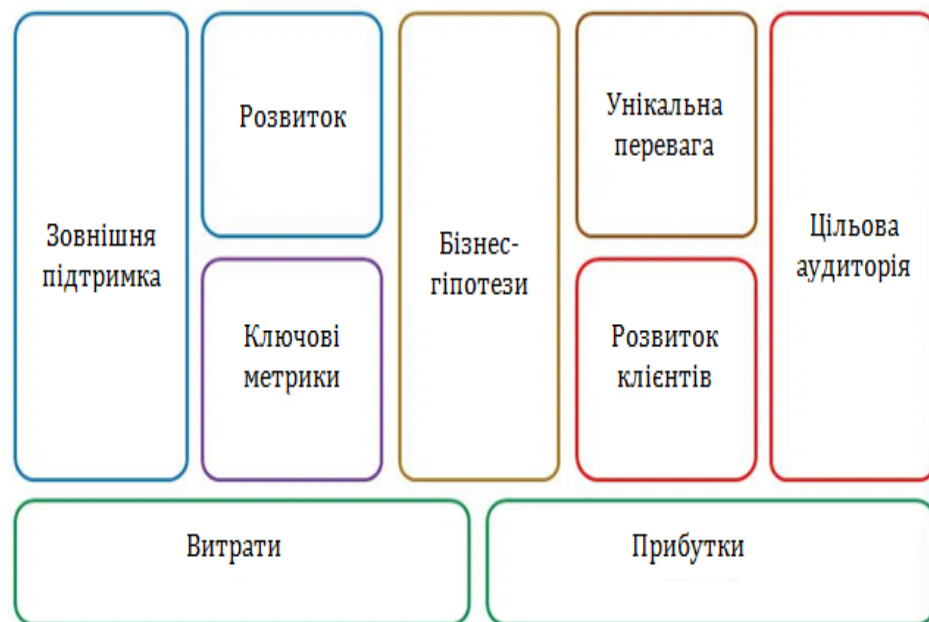 Зовнішня
підтримка
Розвиток
Ключові
метрики
Бізнес-
гіпотези
Унікальна
перевага
Розвиток
клієнтів
Цільова
аудиторія
Витрати
Прибутки